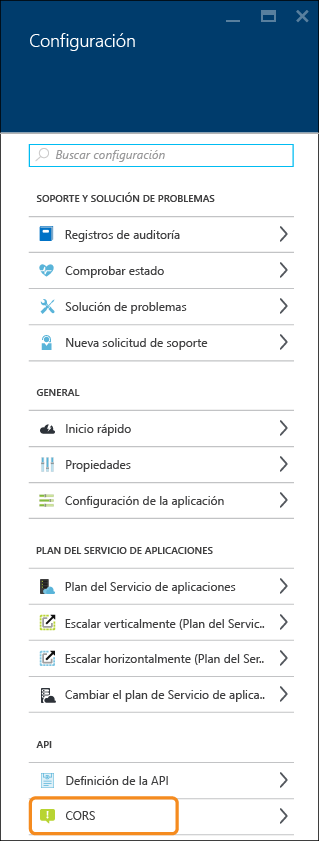 Configuración
Buscar configuración
SOPORTE Y SOLUCIÓN DE PROBLEMAS
Registros de auditoría
Comprobar estado
Solución de problemas
Nueva solicitud de soporte
GENERAL
Inicio rápido
Propiedades
Configuración de la aplicación
PLAN DEL SERVICIO DE APLICACIONES
Plan del Servicio de aplicaciones
Escalar verticalmente (Plan del Servic..
Escalar horizontalmente (Plan del Ser..
Cambiar el plan de Servicio de aplica..
API
Definición de la API
CORS